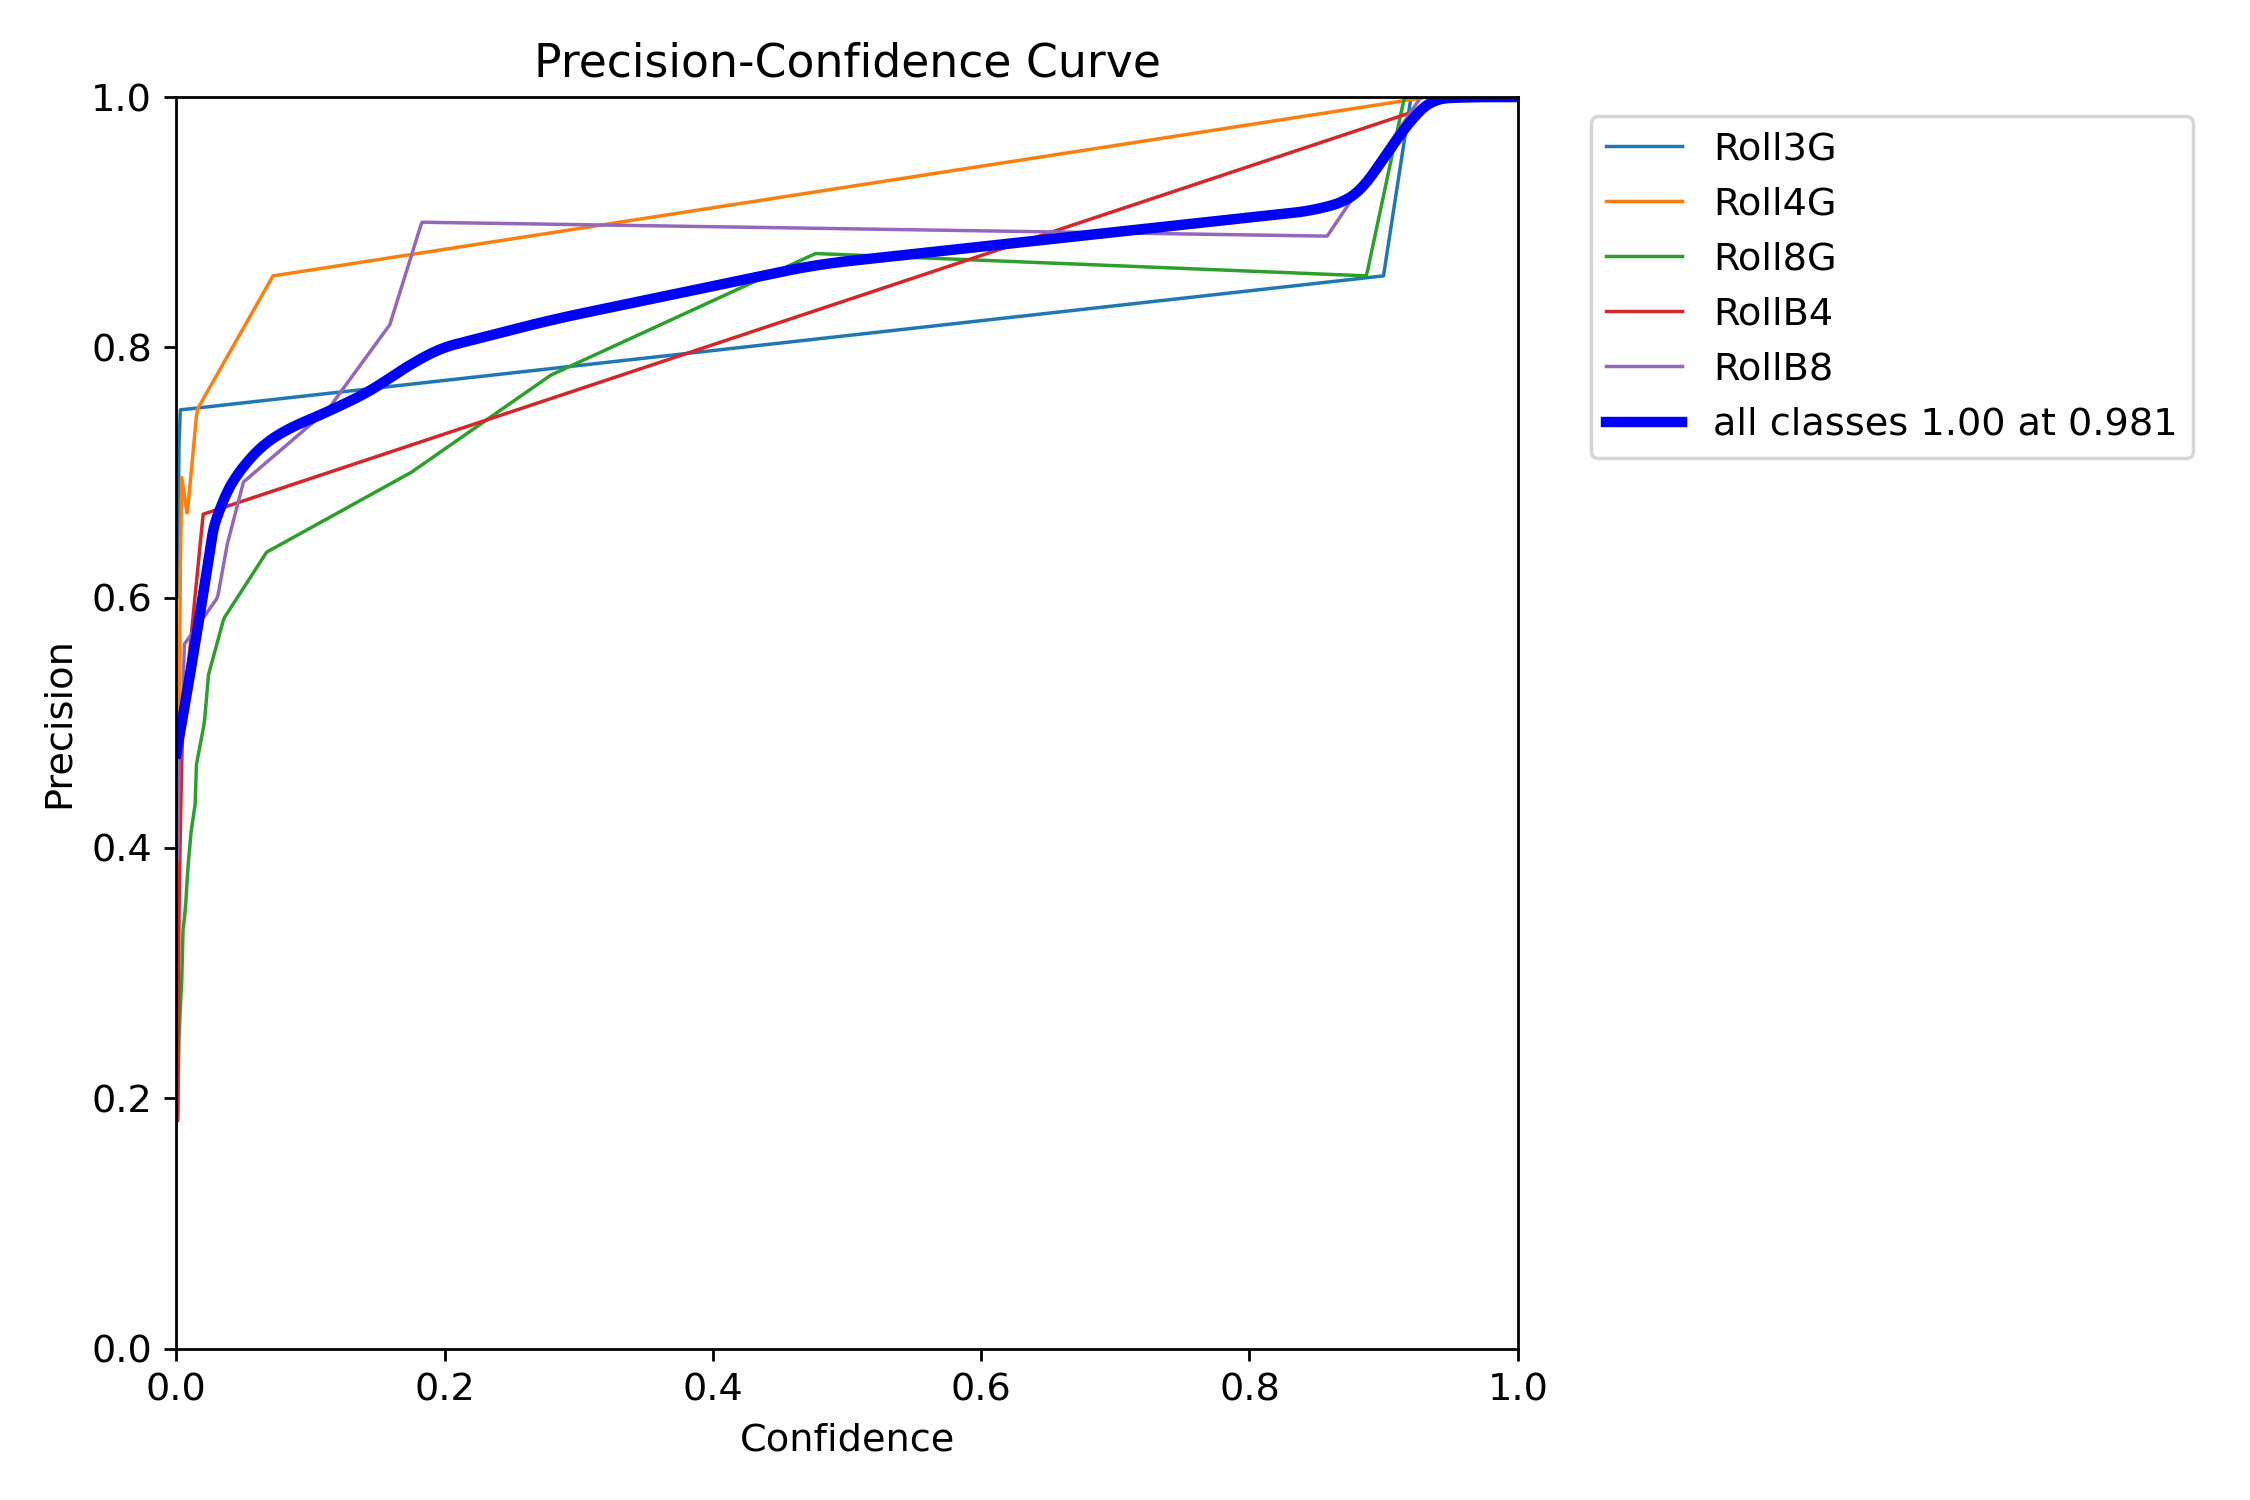 Precision-Confidence Curve
1.0
0.8
0.6
0.4
0.2
0.0
Precision
0.0 0.2 0.4 0.6 0.8 1.0
Confidence
Roll3G
Roll4G
Roll8G
RollB4
RollB8
all classes 1.00 at 0.981